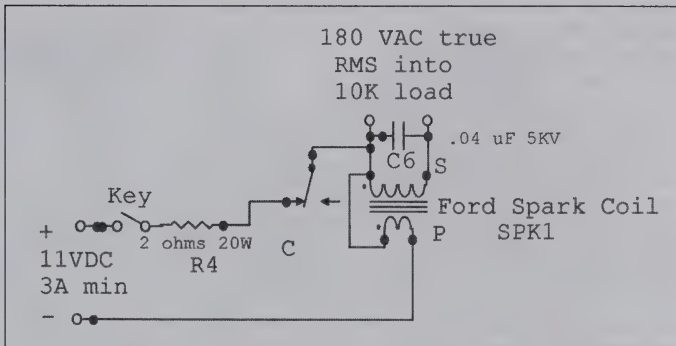 180 VAC true
RMS into
10K load
.04 uF 5KV
C6
S
Key
Ford Spark Coil
+
2 ohms 20W
P
SPK1
11VDC
R4
C
3A min
-